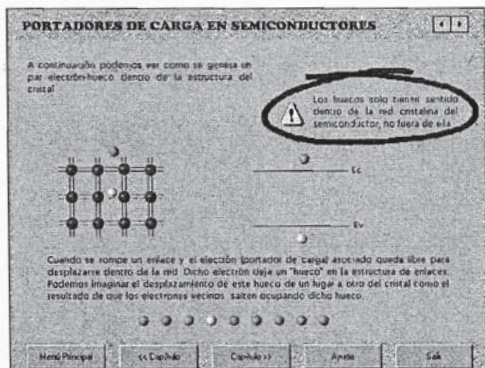 PORTADORES DE CARGA EN SEMICONDUCTORES
A continuación podemos ver como se genera un
par electrón-hueco dentro de la estructura del
cristal
Los huecos solo tienen sentido
dentro de la red cristalina del
semiconductor, no fuera de ella
Ec
Ev
Cuando se rompe un enlace y el electrón (portador de carga) asociado queda libre para
desplazarse dentro de la red. Dicho electrón deja un "hueco" en la estructura de enlaces.
Podemos imaginar el desplazamiento de este hueco de un lugar a otro del cristal como el
resultado de que los electrones vecinos salten ocupando dicho hueco.
Menú Principal
<< Capítulo
Capítulo >>
Ayuda
Salir